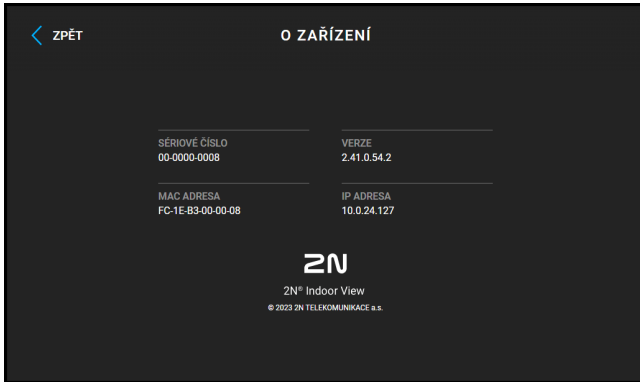 ZPĚT
O ZAŘÍZENÍ
SÉRIOVÉ ČÍSLO
00-0000-0008
VERZE
2.41.0.54.2
MAC ADRESA
FC-1E-B3-00-00-08
IP ADRESA
10.0.24.127
2N
2N® Indoor View
© 2023 2N TELEKOMUNIKACE a.s.